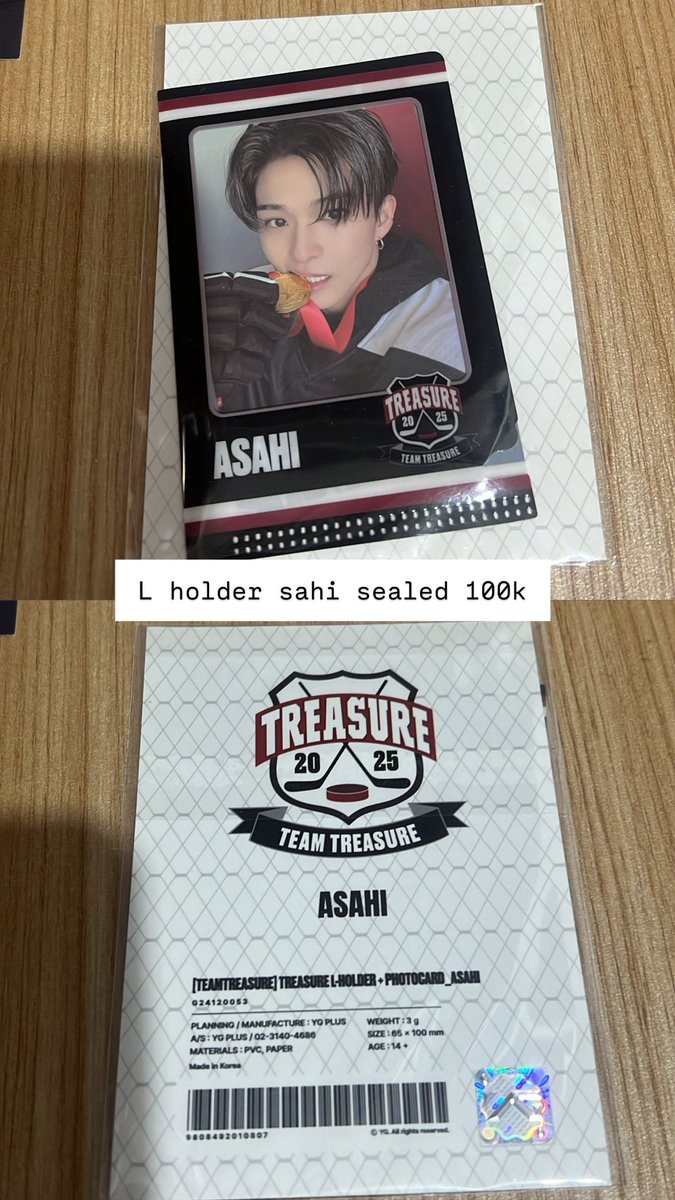 TREASURE
20 25
TEAM TREASURE
ASAHI
L holder sahi sealed 100k
TREASURE
20 25
TEAM TREASURE
ASAHI
[TEAMTREASURE] TREASURE L-HOLDER + PHOTOCARD_ASAHI
G24120053
PLANNING / MANUFACTURE : YG PLUS
A/S : YG PLUS / 02-3140-4686
MATERIALS : PVC, PAPER
Made in Korea
WEIGHT : 3 g
SIZE : 65 × 100 mm
AGE : 14 +
9808492010807
© YG. All rights reserved.